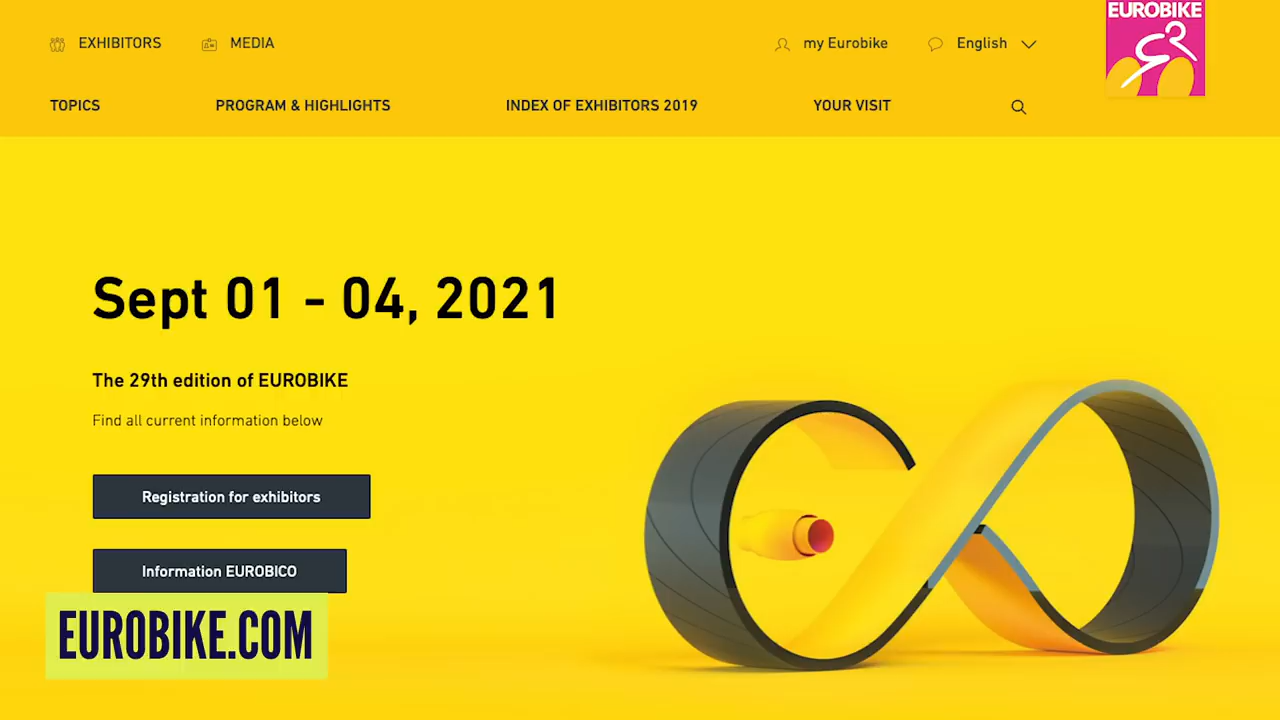 EXHIBITORS
MEDIA
my Eurobike
English
EUROBIKE
TOPICS
PROGRAM & HIGHLIGHTS
INDEX OF EXHIBITORS 2019
YOUR VISIT
Sept 01 - 04, 2021
The 29th edition of EUROBIKE
Find all current information below
Registration for exhibitors
Information EUROBICO
EUROBIKE.COM